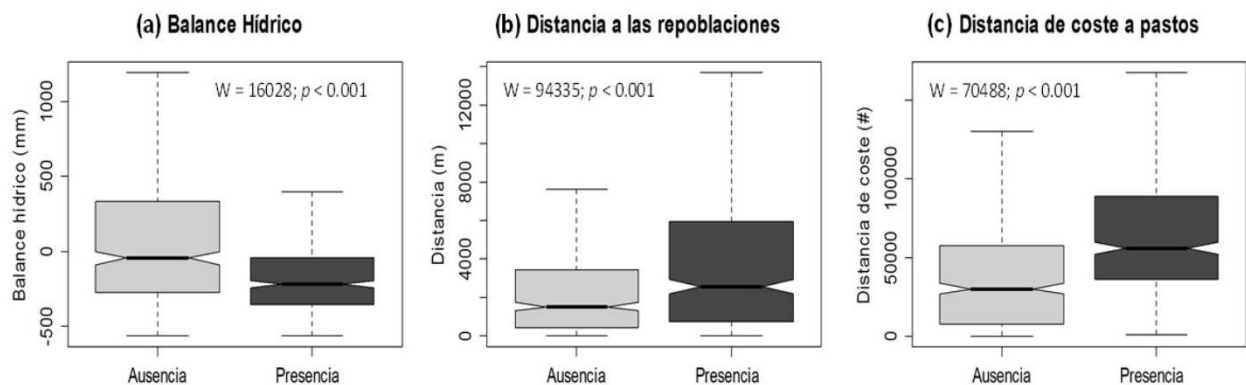 (a) Balance Hídrico
Balance hídrico (mm)
1000
500
0
-500
W = 16028; p < 0.001
Ausencia
Presencia
(b) Distancia a las repoblaciones
Distancia (m)
12000
8000
4000
0
W = 94335; p < 0.001
Ausencia
Presencia
(c) Distancia de coste a pastos
Distancia de coste (#)
100000
50000
0
W = 70488; p < 0.001
Ausencia
Presencia